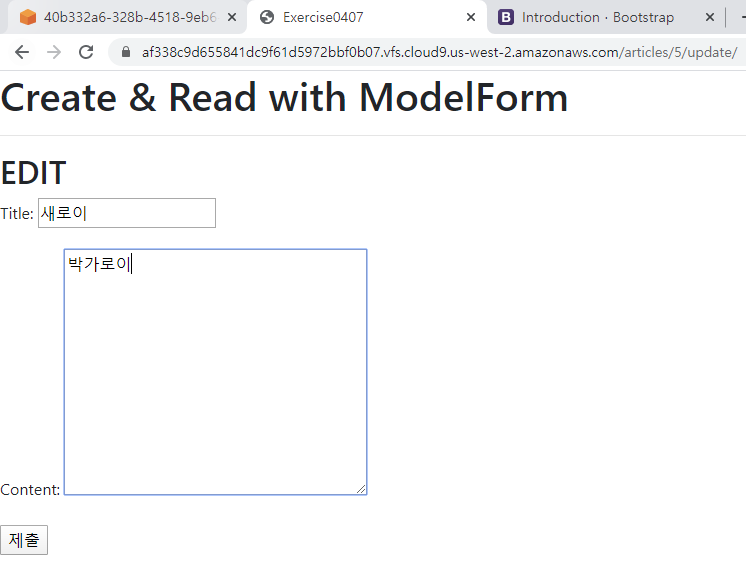 40b332a6-328b-4518-9eb6
Exercise0407
Introduction · Bootstrap
af338c9d655841dc9f61d5972bbf0b07.vfs.cloud9.us-west-2.amazonaws.com/articles/5/update/
Create & Read with ModelForm
EDIT
Title: 새로이
박가로이
Content:
제출